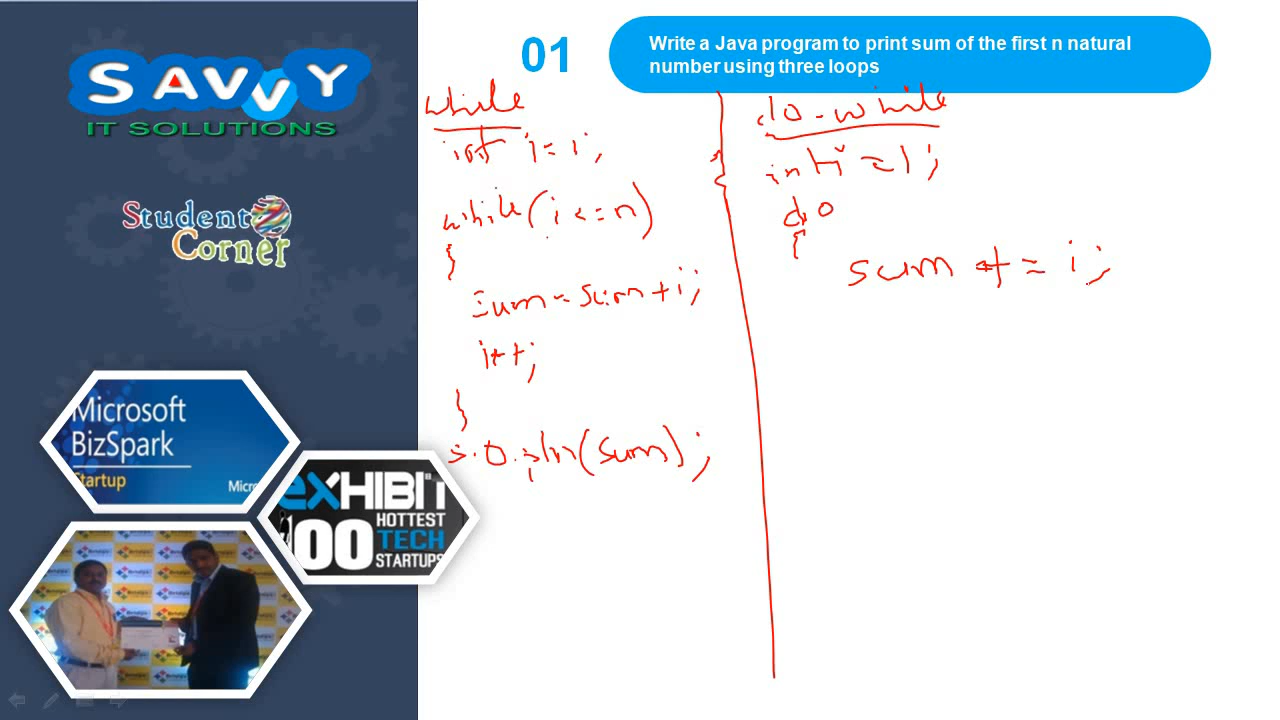 SAVVY
IT SOLUTIONS
Student
Corner
Microsoft
BizSpark
Startup
Micros
eXHIBIT
100 HOTTEST
TECH
STARTUPS
01
Write a Java program to print sum of the first n natural
number using three loops
while
int i=1;
while(i<=n)
{
sum=sum+i;
i++;
}
s.o.pln(sum);
do-while
int i=1;
do
{
sum += i;